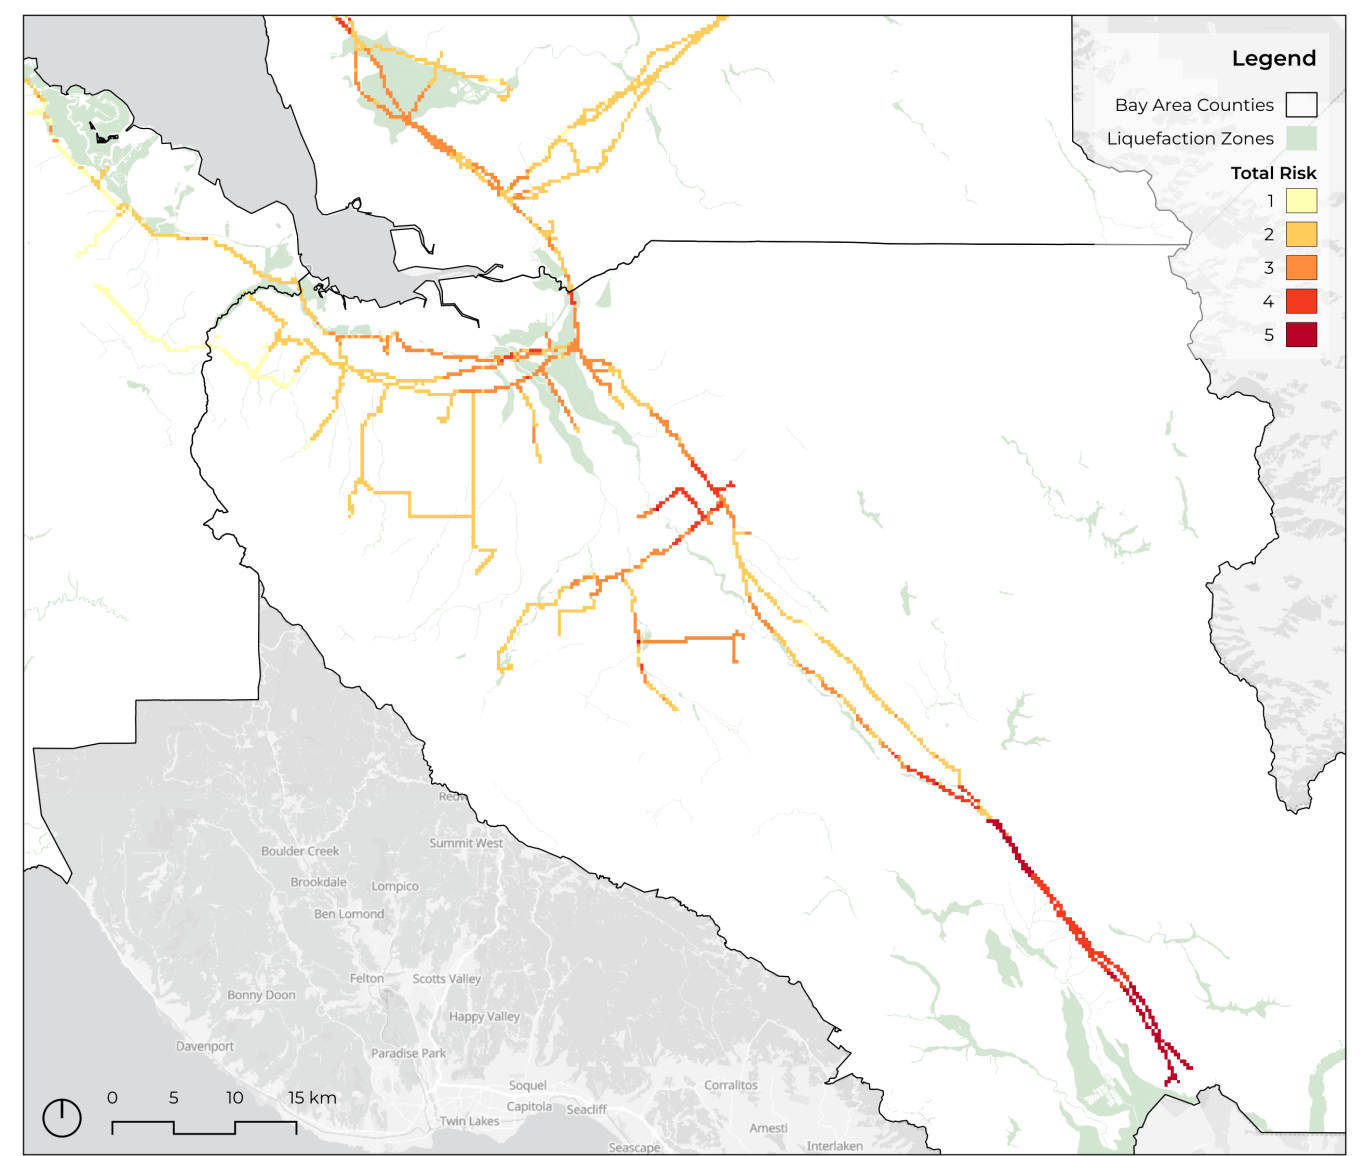 Legend
Bay Area Counties
Liquefaction Zones
Total Risk
1
2
3
4
5
Summit West
Boulder Creek
Brookdale
Lompico
Ben Lomond
Felton
Scotts Valley
Bonny Doon
Happy Valley
Davenport
Paradise Park
Soquel
Corralitos
Capitola
Seacliff
Twin Lakes
Amesti
Seascape
Interlaken
0 5 10 15 km